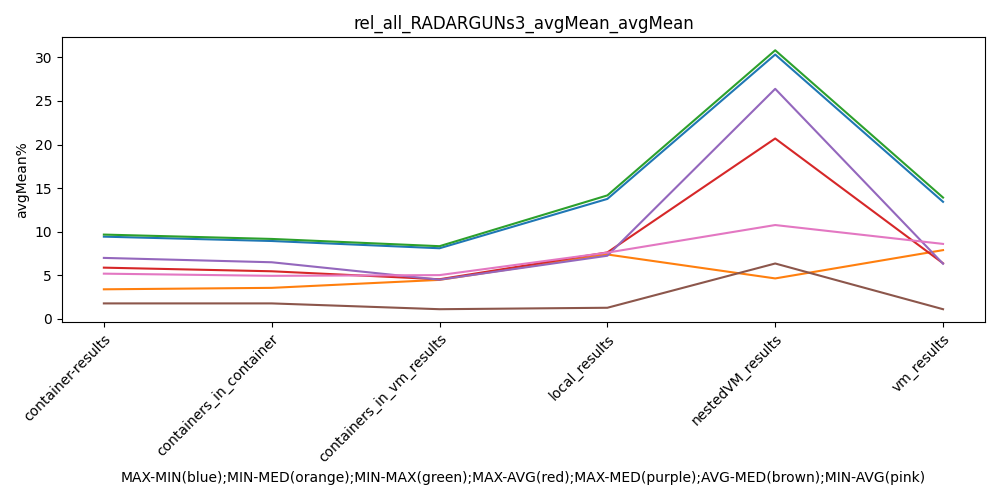 rel_all_RADARGUNs3_avgMean_avgMean
avgMean%
30
25
20
15
10
5
0
container-results
containers_in_container
containers_in_vm_results
local_results
nestedVM_results
vm_results
MAX-MIN(blue);MIN-MED(orange);MIN-MAX(green);MAX-AVG(red);MAX-MED(purple);AVG-MED(brown);MIN-AVG(pink)